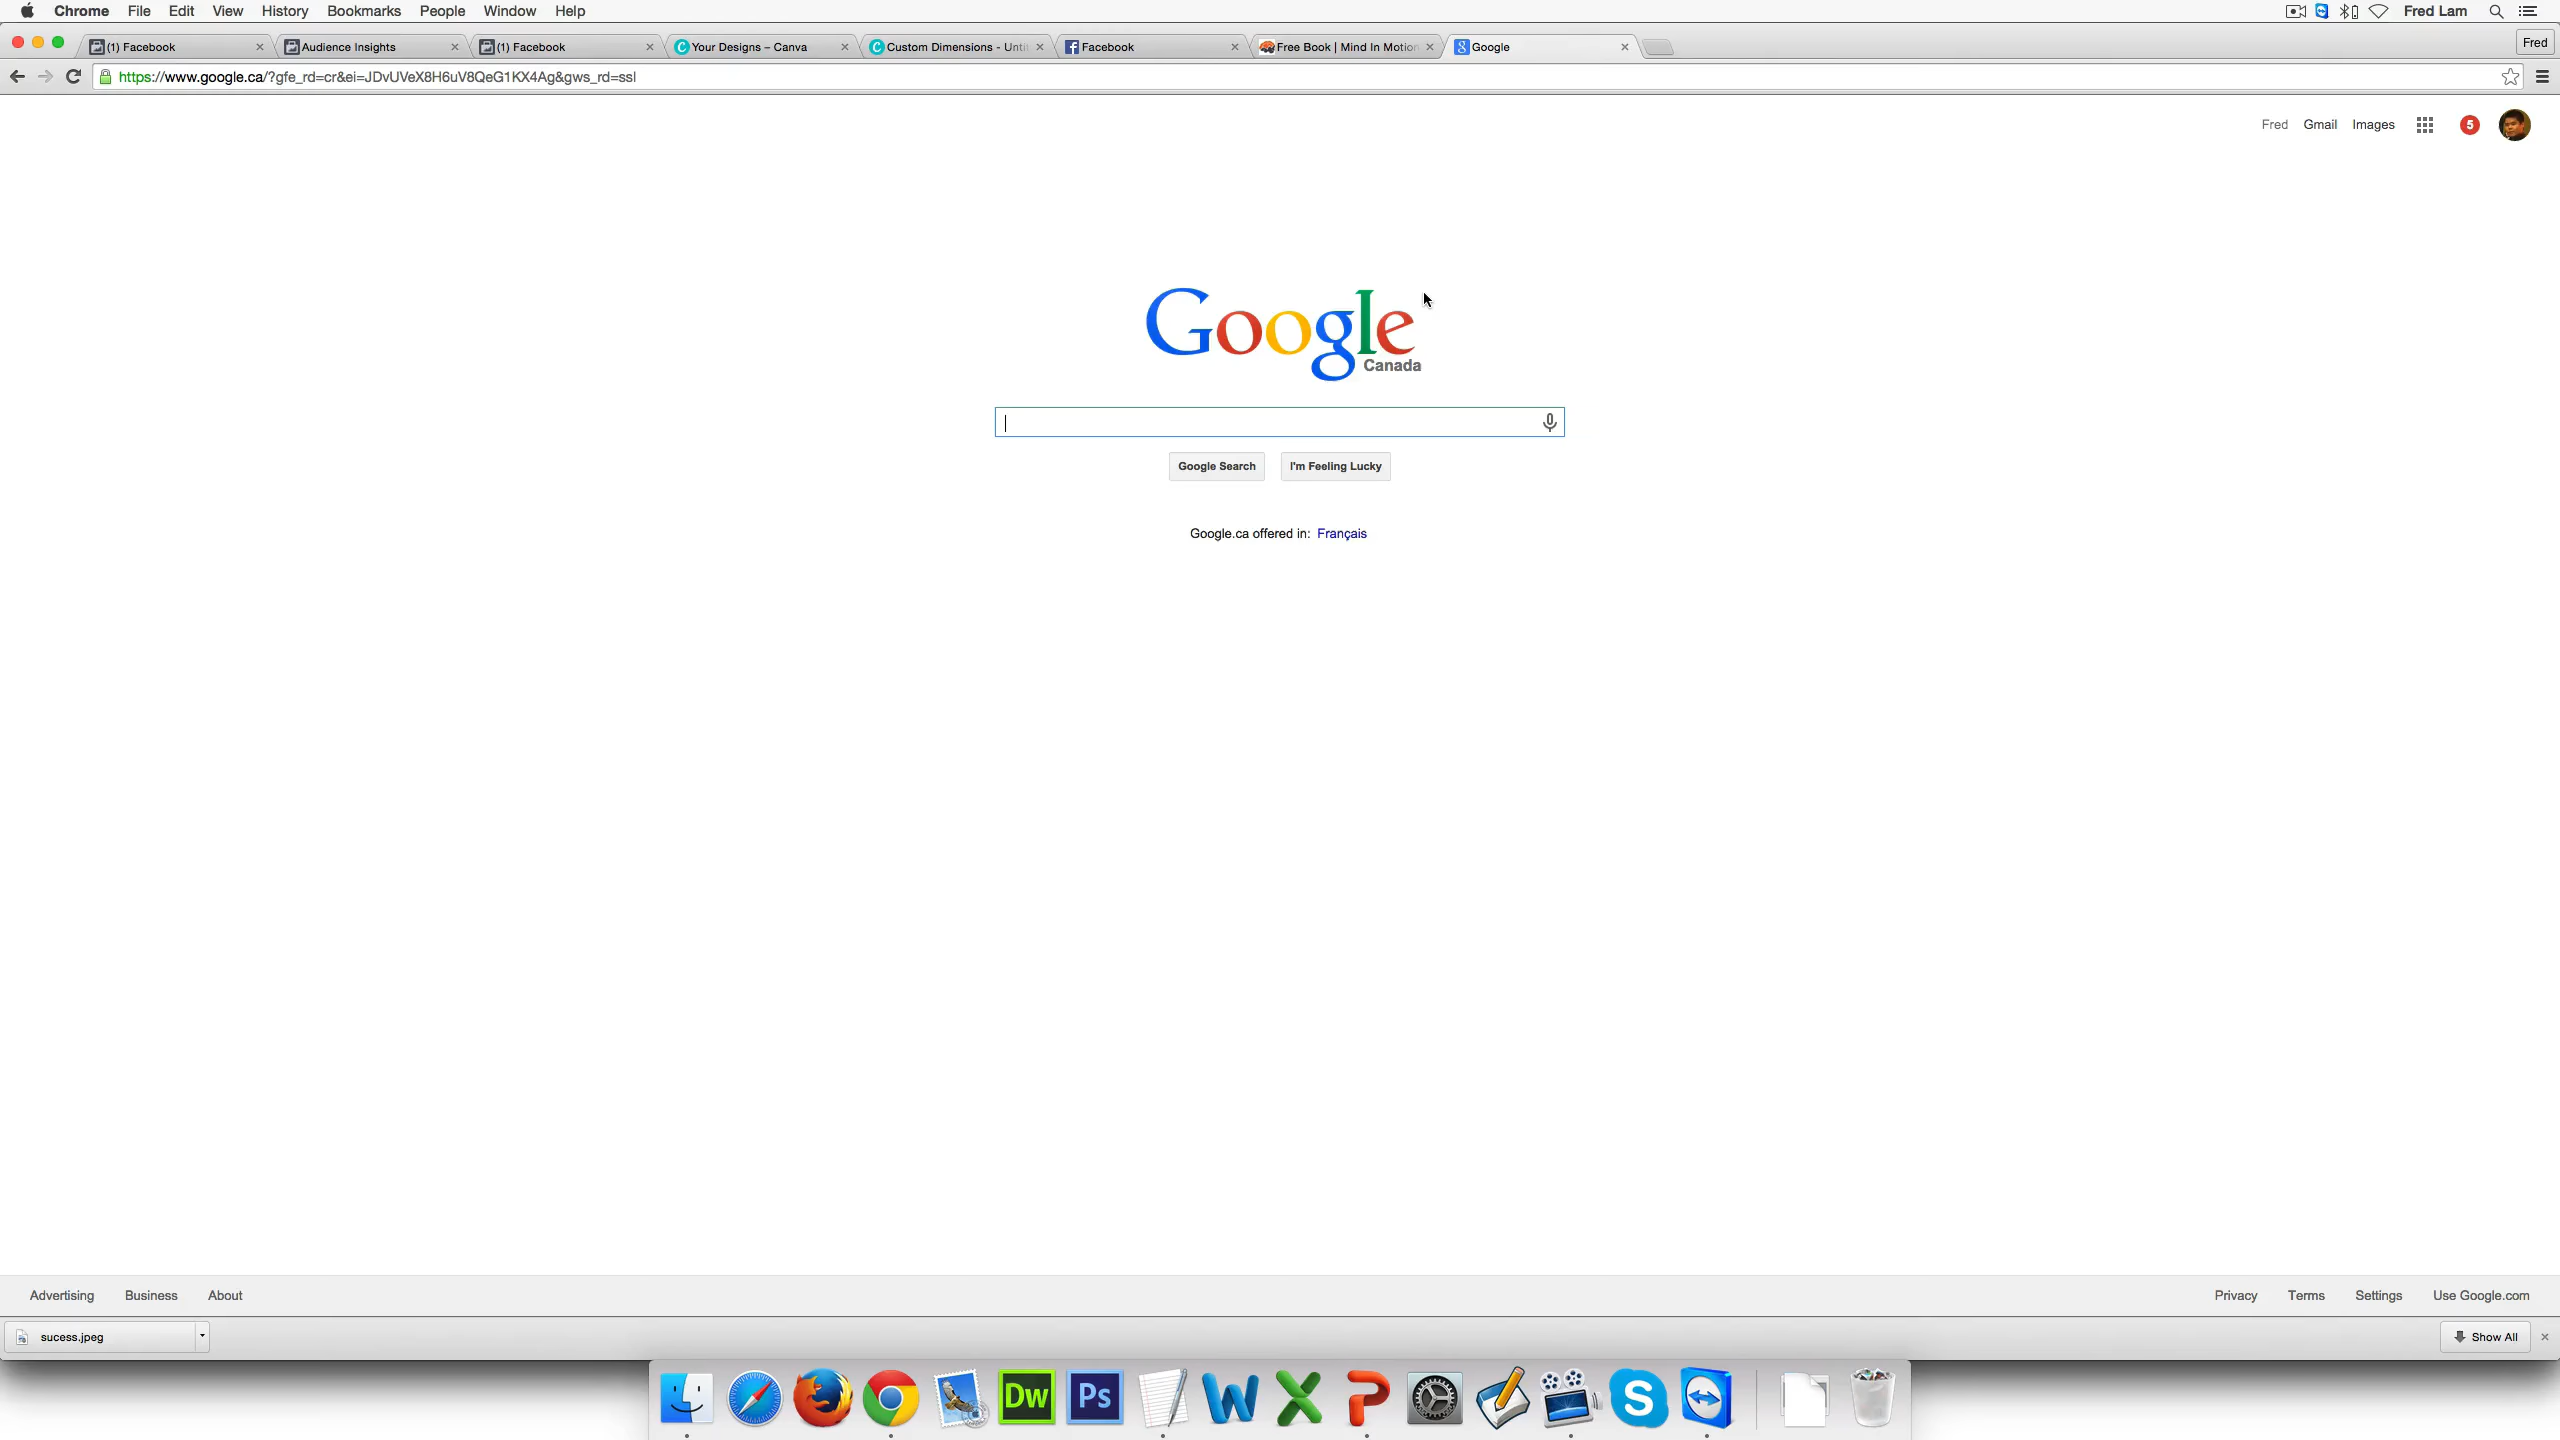 Chrome File Edit View History Bookmarks People Window Help Fred Lam
(1) Facebook Audience Insights (1) Facebook Your Designs – Canva Custom Dimensions - Unti Facebook Free Book | Mind In Motion Google Fred
https://www.google.ca/?gfe_rd=cr&ei=JDvUVeX8H6uV8QeG1KX4Ag&gws_rd=ssl
Fred Gmail Images 5
Google
Canada
Google Search I'm Feeling Lucky
Google.ca offered in: Français
Advertising Business About Privacy Terms Settings Use Google.com
sucess.jpeg Show All
Dw Ps W X P S